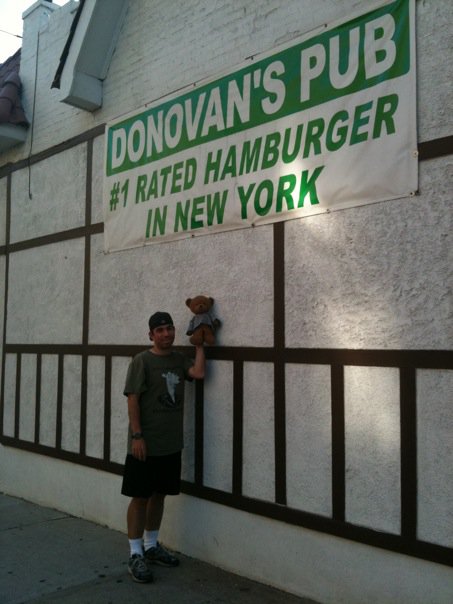 DONOVAN'S PUB
#1 RATED HAMBURGER
IN NEW YORK